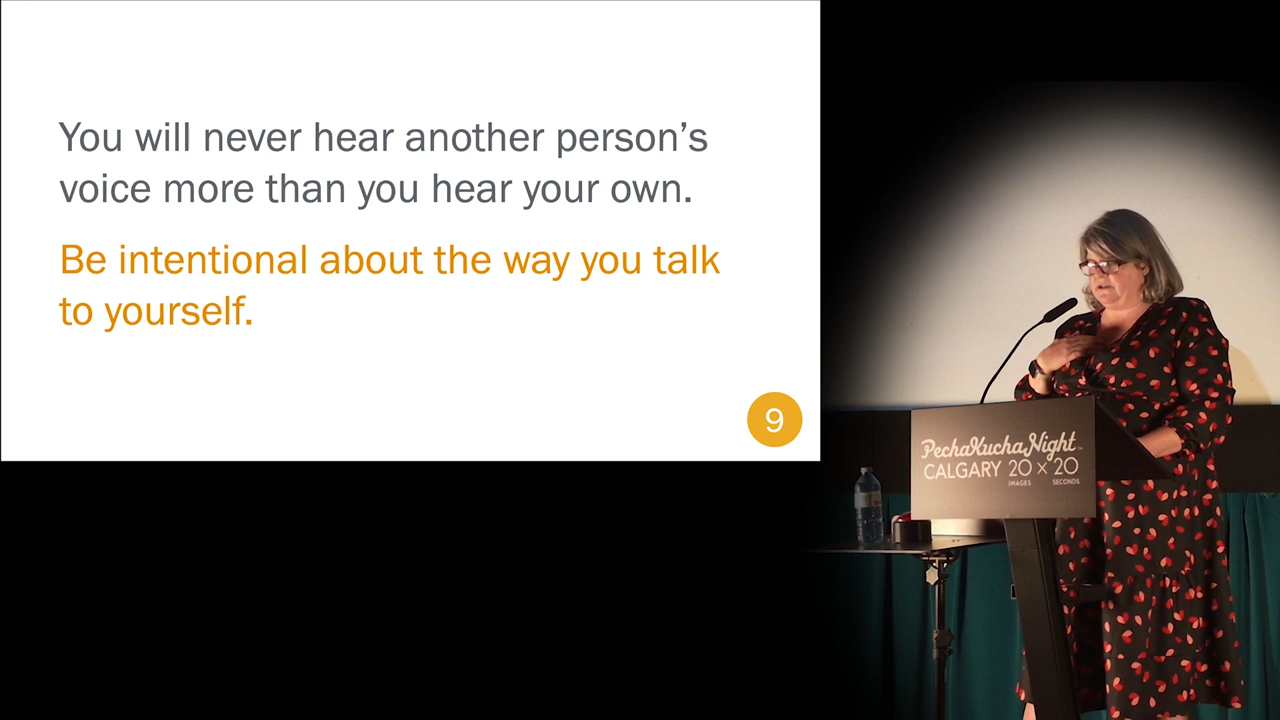 You will never hear another person's
voice more than you hear your own.
Be intentional about the way you talk
to yourself.
9
PechaKucha Night™
CALGARY 20 x 20
IMAGES SECONDS